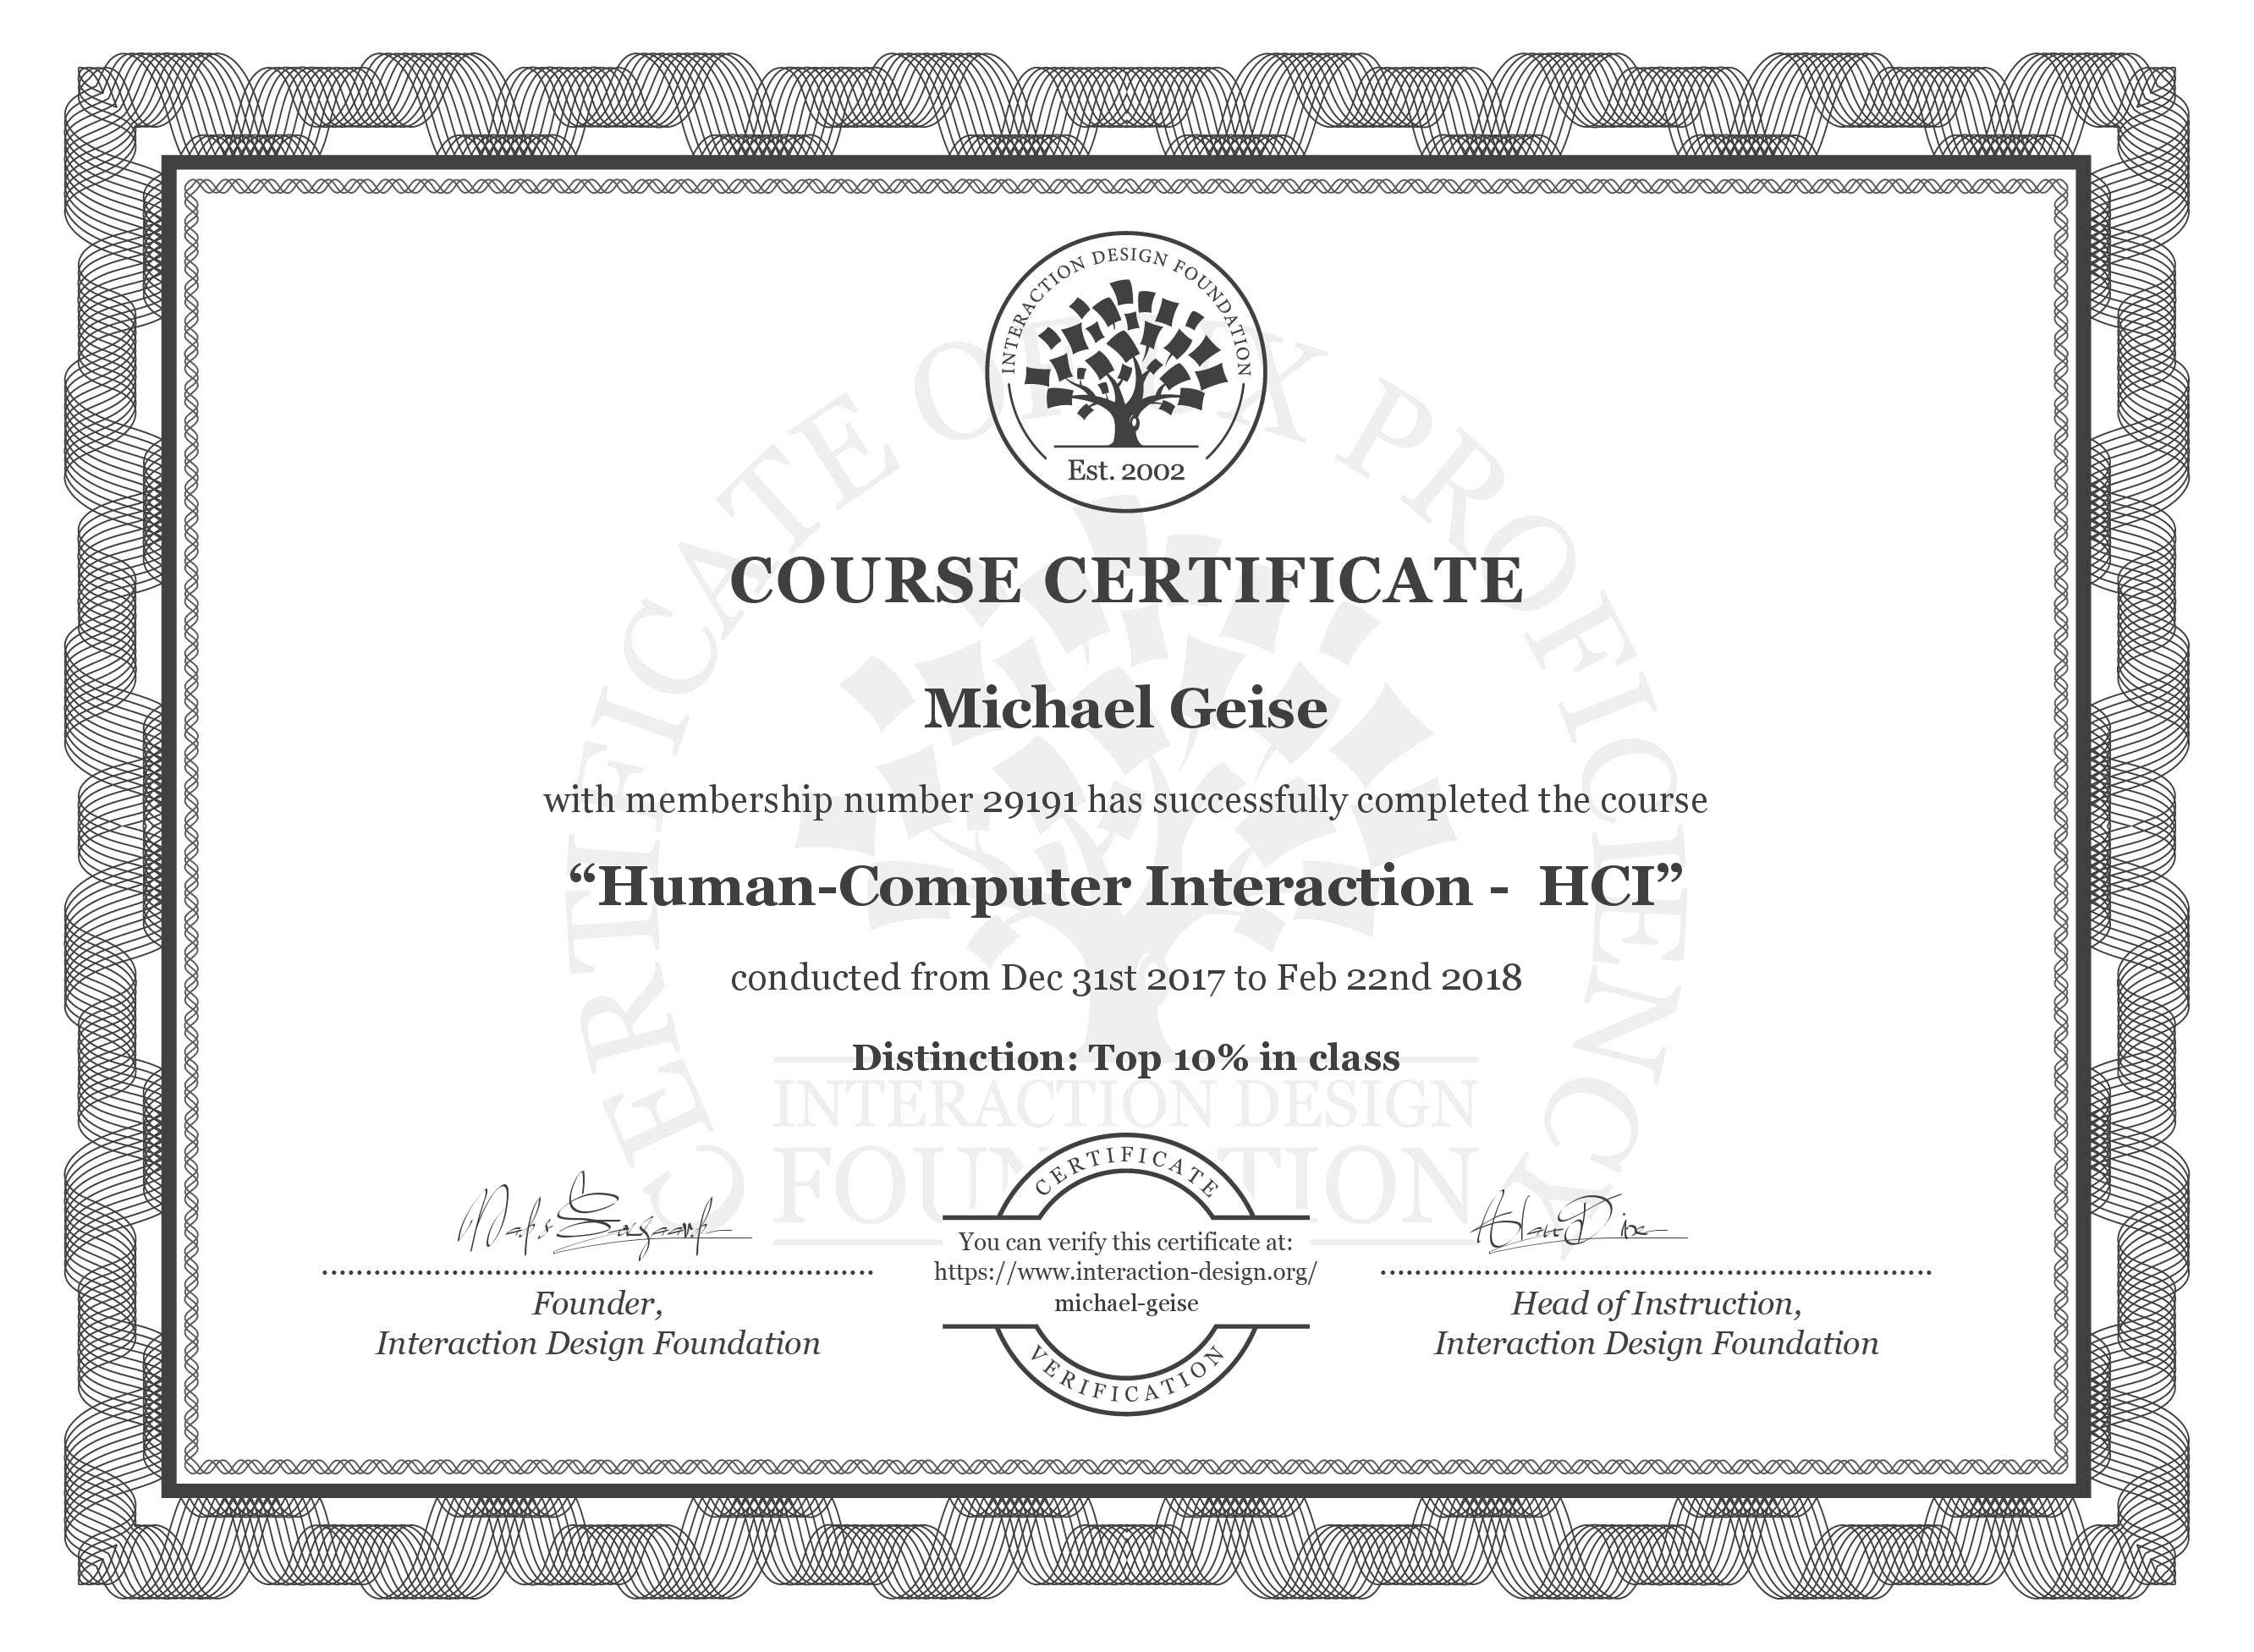 INTERACTION DESIGN FOUNDATION
Est. 2002
CERTIFICATE OF UX PROFICIENCY
COURSE CERTIFICATE
Michael Geise
with membership number 29191 has successfully completed the course
“Human-Computer Interaction -  HCI”
conducted from Dec 31st 2017 to Feb 22nd 2018
Distinction: Top 10% in class
INTERACTION DESIGN
FOUNDATION
CERTIFICATE
You can verify this certificate at:
https://www.interaction-design.org/
michael-geise
VERIFICATION
Founder,
Interaction Design Foundation
Alan Dix
Head of Instruction,
Interaction Design Foundation